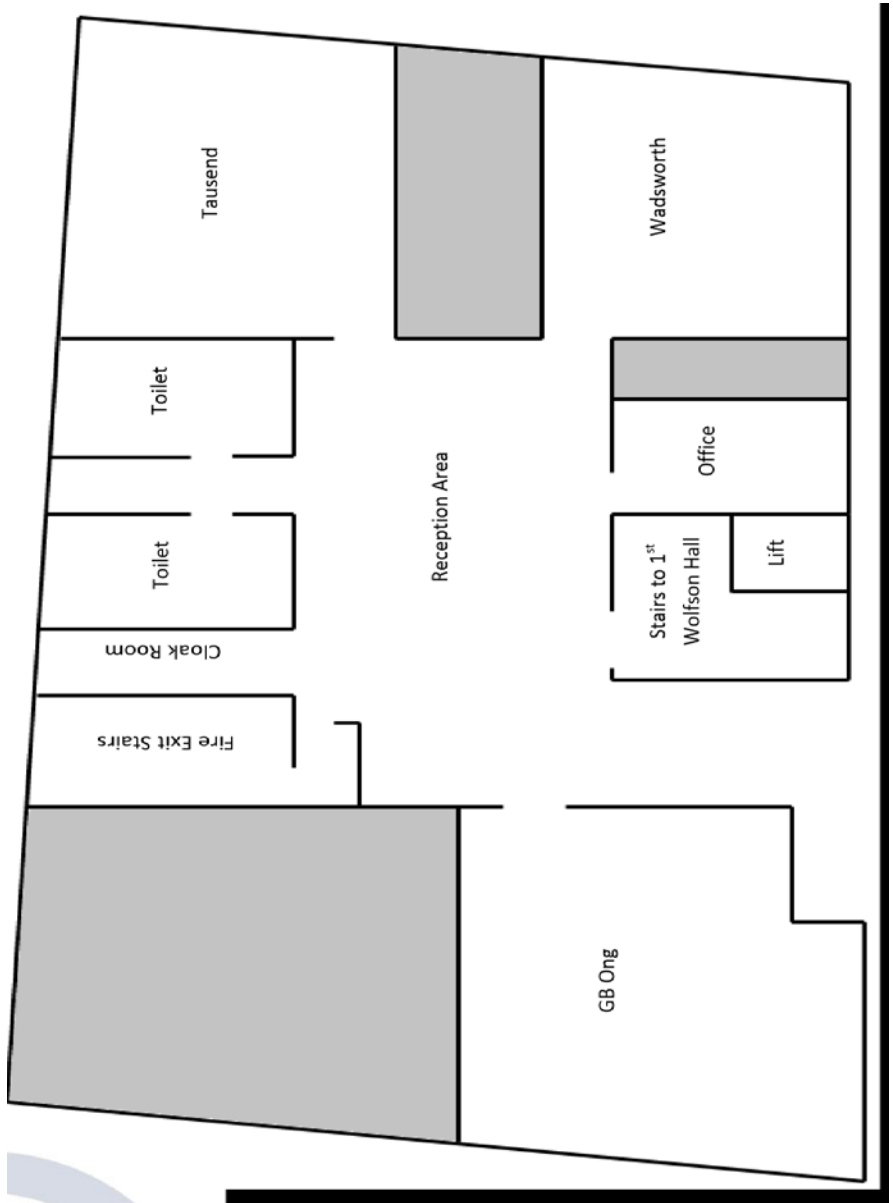 Tausend
Wadsworth
Toilet
Office
Reception Area
Toilet
Stairs to 1st
Wolfson Hall
Lift
Cloak Room
Fire Exit Stairs
GB Ong